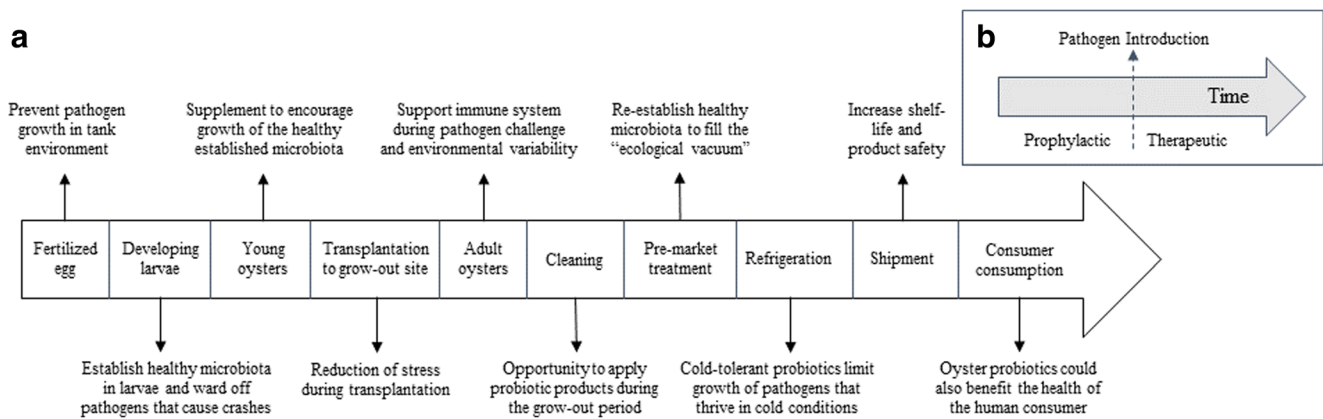 a
Prevent pathogen
growth in tank
environment
Supplement to encourage
growth of the healthy
established microbiota
Support immune system
during pathogen challenge
and environmental variability
Re-establish healthy
microbiota to fill the
“ecological vacuum”
Increase shelf-
life and
product safety
b
Pathogen Introduction
Time
Prophylactic
Therapeutic
Fertilized
egg
Developing
larvae
Young
oysters
Transplantation
to grow-out site
Adult
oysters
Cleaning
Pre-market
treatment
Refrigeration
Shipment
Consumer
consumption
Establish healthy microbiota
in larvae and ward off
pathogens that cause crashes
Reduction of stress
during transplantation
Opportunity to apply
probiotic products during
the grow-out period
Cold-tolerant probiotics limit
growth of pathogens that
thrive in cold conditions
Oyster probiotics could
also benefit the health of
the human consumer